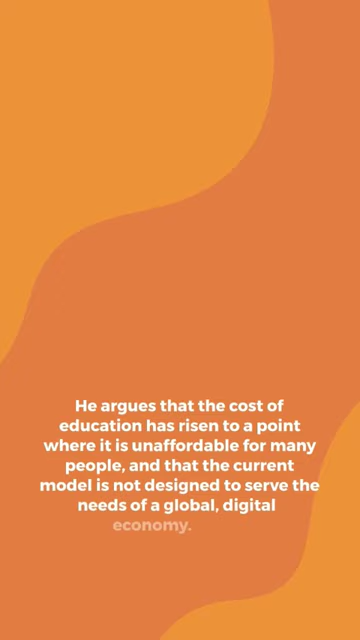 He argues that the cost of
education has risen to a point
where it is unaffordable for many
people, and that the current
model is not designed to serve the
needs of a global, digital
economy.